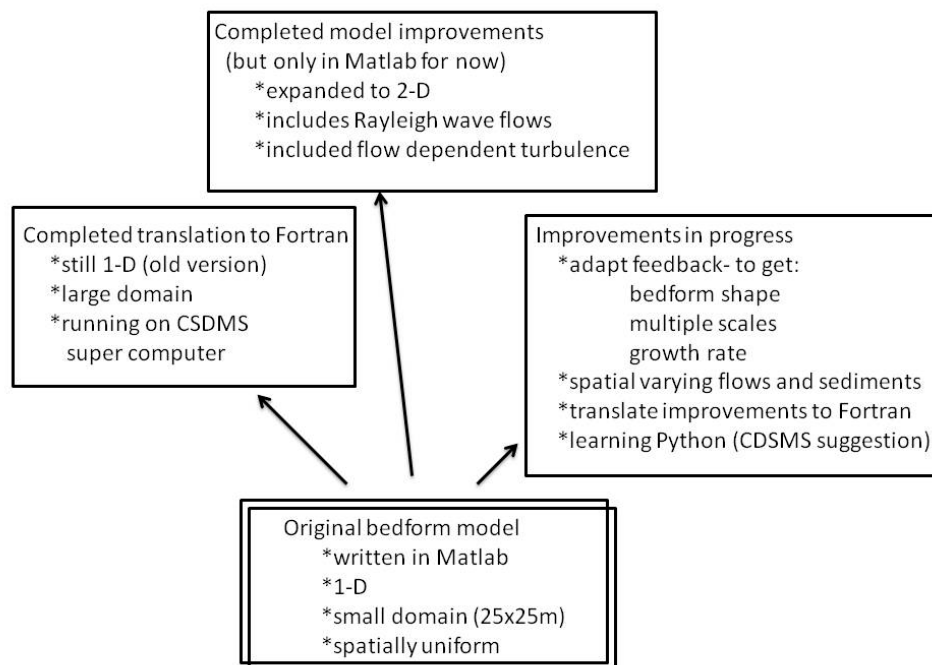 Completed model improvements
(but only in Matlab for now)
*expanded to 2-D
*includes Rayleigh wave flows
*included flow dependent turbulence
Completed translation to Fortran
*still 1-D (old version)
*large domain
*running on CSDMS
super computer
Improvements in progress
*adapt feedback- to get:
bedform shape
multiple scales
growth rate
*spatial varying flows and sediments
*translate improvements to Fortran
*learning Python (CDSMS suggestion)
Original bedform model
*written in Matlab
*1-D
*small domain (25x25m)
*spatially uniform